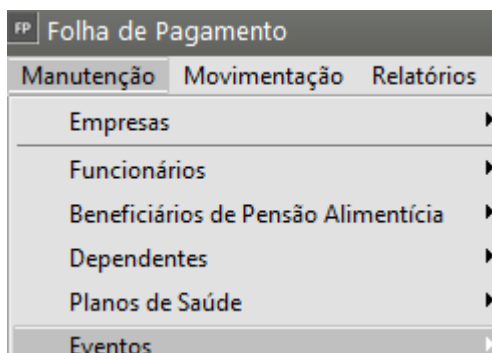 FP Folha de Pagamento
Manutenção Movimentação Relatórios
Empresas
Funcionários
Beneficiários de Pensão Alimentícia
Dependentes
Planos de Saúde
Eventos